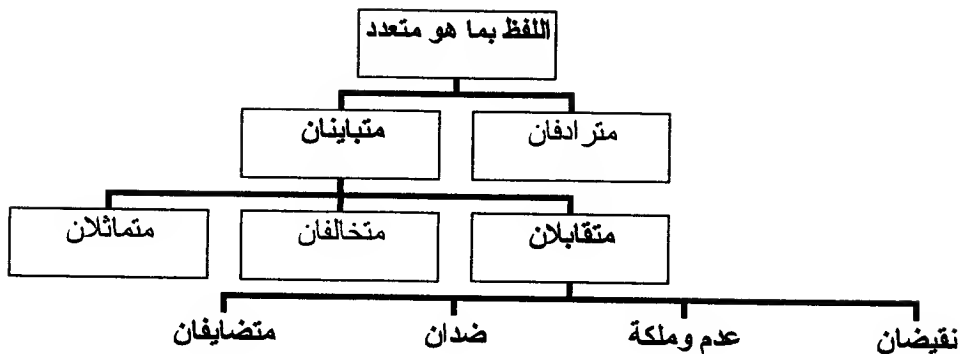 اللفظ بما هو متعدد
مترادفان
متباينان
متقابلان
متخالفان
متماثلان
نقيضان
عدم وملكة
ضدان
متضايفان